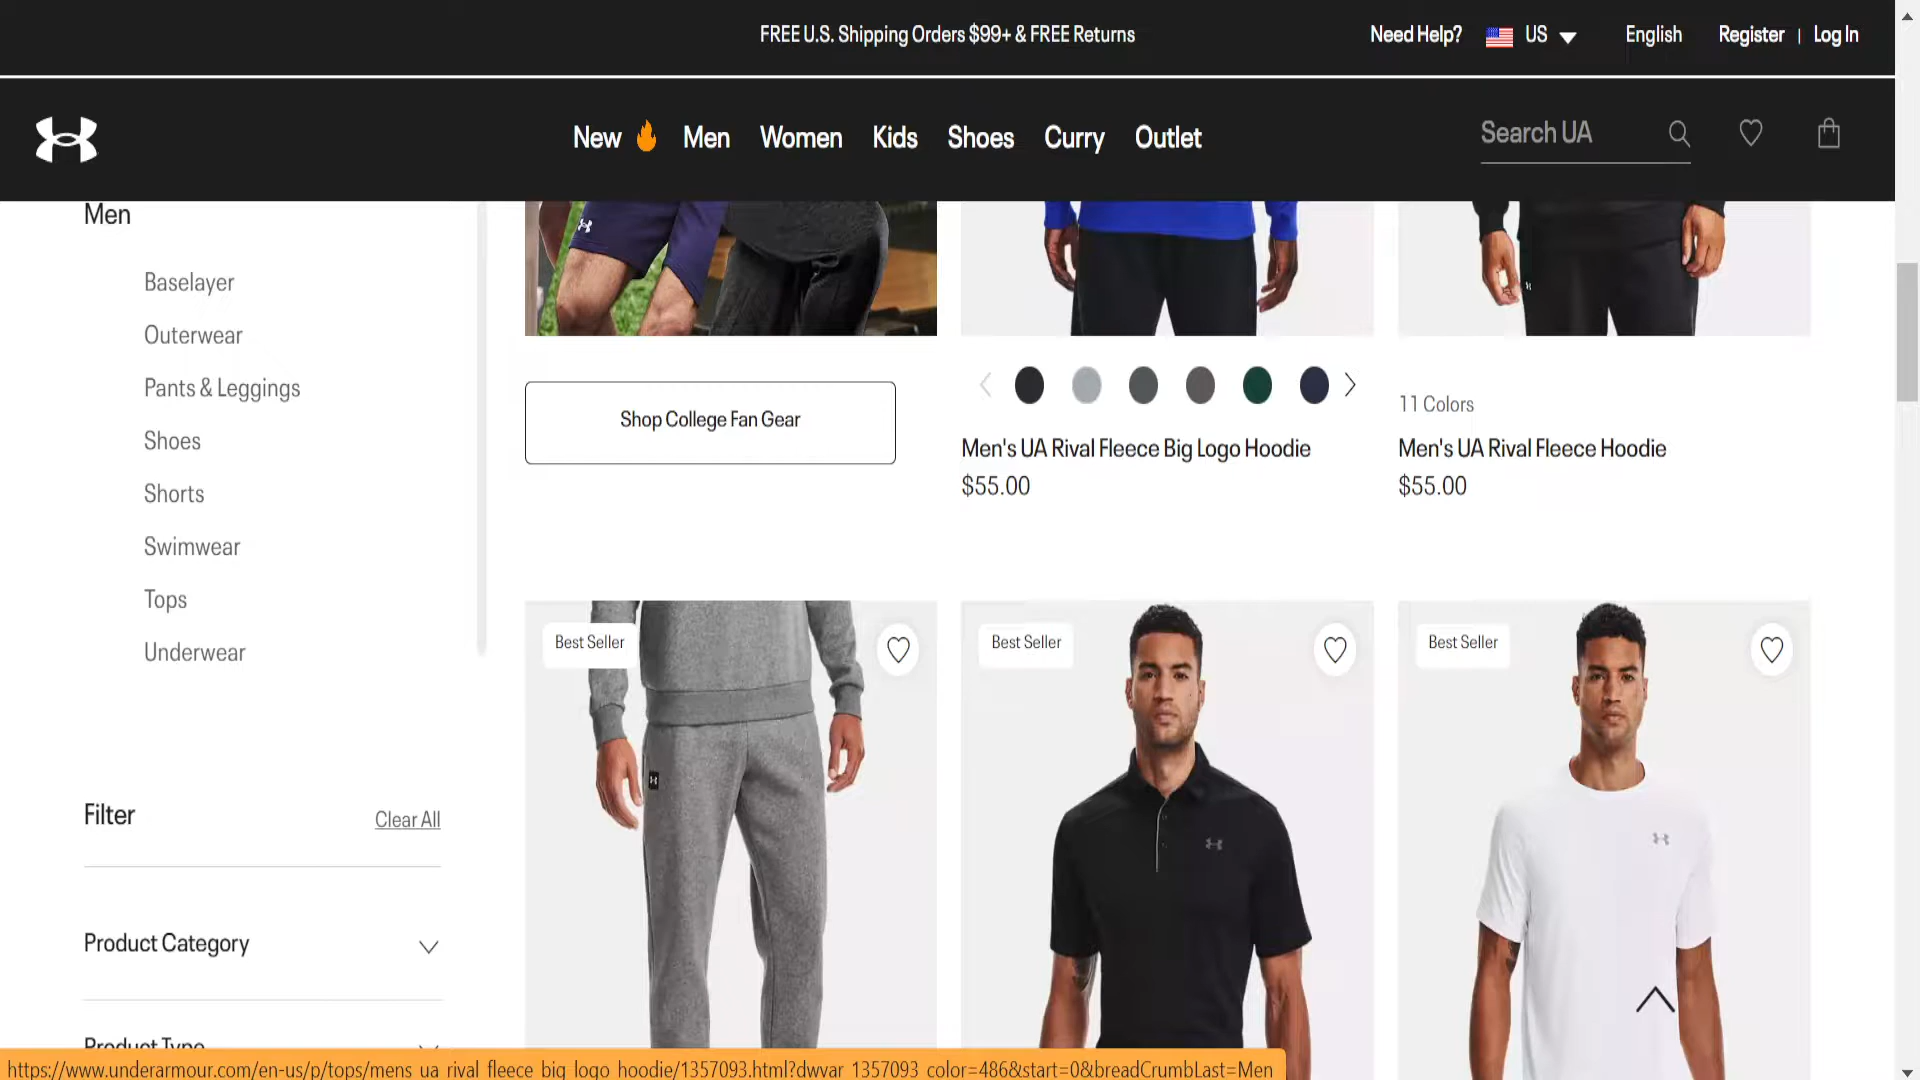 FREE U.S. Shipping Orders $99+ & FREE Returns
Need Help? US English Register | Log In
New Men Women Kids Shoes Curry Outlet
Search UA
Men
Baselayer
Outerwear
Pants & Leggings
Shoes
Shorts
Swimwear
Tops
Underwear
Filter
Clear All
Product Category
Product Type
Shop College Fan Gear
Men's UA Rival Fleece Big Logo Hoodie
$55.00
11 Colors
Men's UA Rival Fleece Hoodie
$55.00
Best Seller
Best Seller
Best Seller
https://www.underarmour.com/en-us/p/tops/mens_ua_rival_fleece_big_logo_hoodie/1357093.html?dwvar_1357093_color=486&start=0&breadCrumbLast=Men